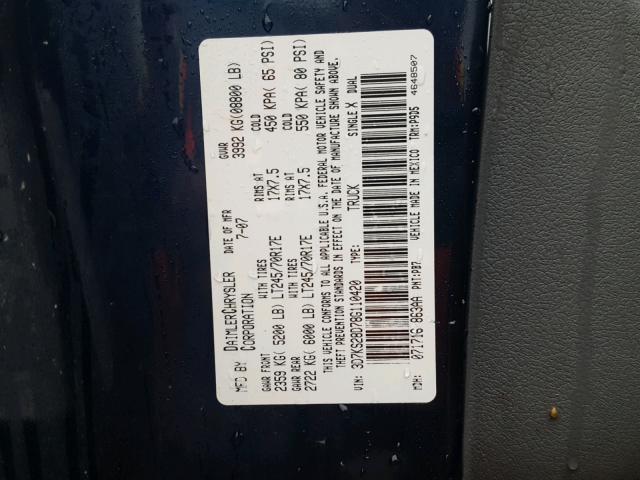 MFD BY DAIMLERCHRYSLER CORPORATION DATE OF MFR 7-07 GVWR 3992 KG(08800 LB)
GAWR FRONT WITH TIRES RIMS AT COLD
2359 KG( 5200 LB) LT245/70R17E 17X7.5 450 KPA( 65 PSI)
GAWR REAR WITH TIRES RIMS AT COLD
2722 KG( 6000 LB) LT245/70R17E 17X7.5 550 KPA( 80 PSI)
THIS VEHICLE CONFORMS TO ALL APPLICABLE U.S.A. FEDERAL MOTOR VEHICLE SAFETY AND
THEFT PREVENTION STANDARDS IN EFFECT ON THE DATE OF MANUFACTURE SHOWN ABOVE.
VIN: 3D7KS28D78G110420 TYPE: TRUCK SINGLE X DUAL
MDH: 071716 863AA PNT:PB7 VEHICLE MADE IN MEXICO TRM:P9D5 4648507